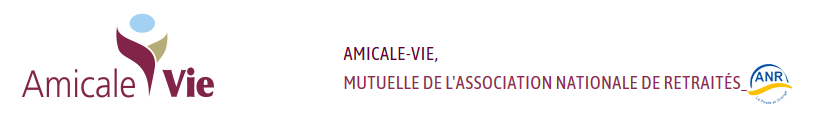 Amicale Vie
AMICALE-VIE,
MUTUELLE DE L'ASSOCIATION NATIONALE DE RETRAITÉS_
ANR